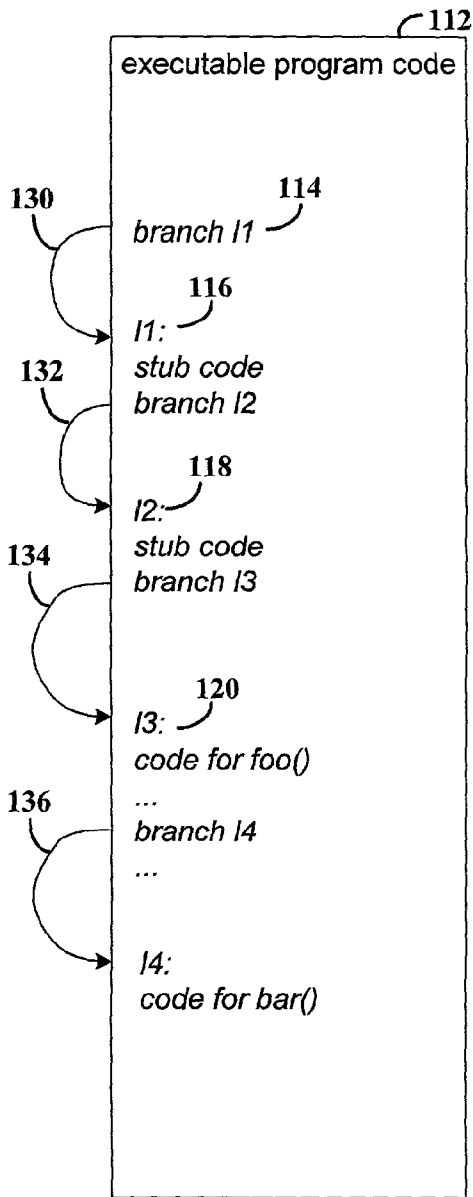 112
executable program code
130
branch l1 114
116
l1:
stub code
132
branch l2
118
l2:
stub code
134
branch l3
120
l3:
code for foo()
...
136
branch l4
...
l4:
code for bar()